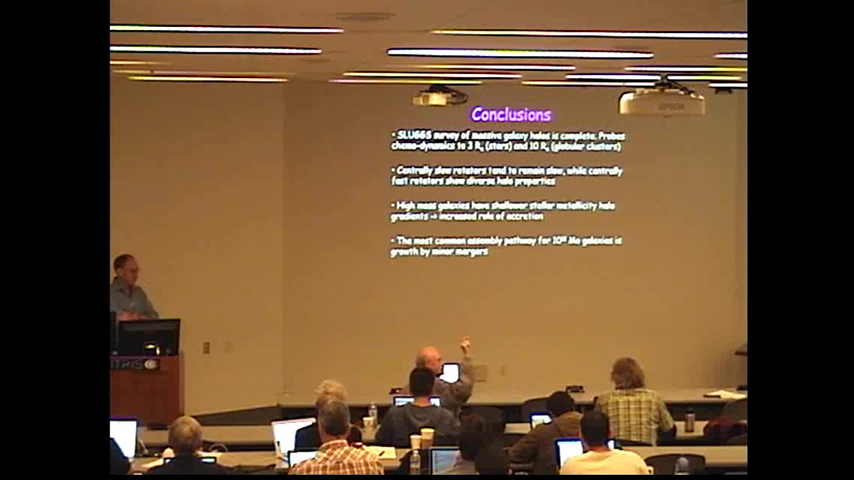 Conclusions
• SLUGGS survey of massive galaxy halos is complete. Probes
chemo-dynamics to 3 Re (stars) and 10 Re (globular clusters)
• Centrally slow rotators tend to remain slow, while centrally
fast rotators show diverse halo properties
• High mass galaxies have shallower stellar metallicity halo
gradients -> increased role of accretion
• The most common assembly pathway for Mo galaxies is
growth by minor mergers
EPSON
ITRIS